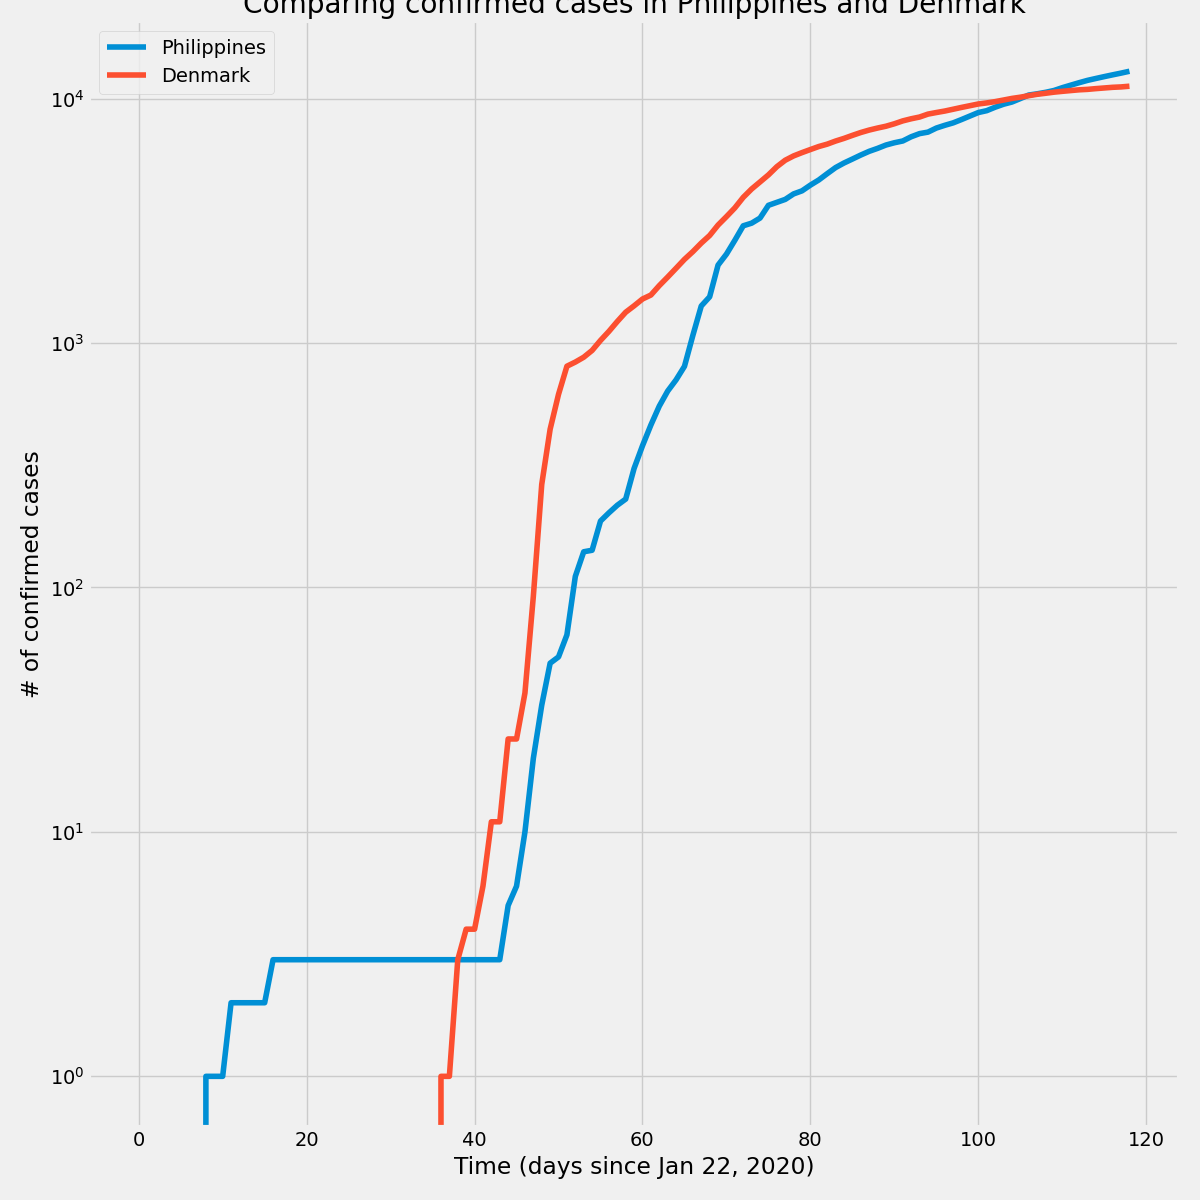 Comparing confirmed cases in Philippines and Denmark
Philippines
Denmark
10⁴
10³
10²
10¹
10⁰
# of confirmed cases
0 20 40 60 80 100 120
Time (days since Jan 22, 2020)